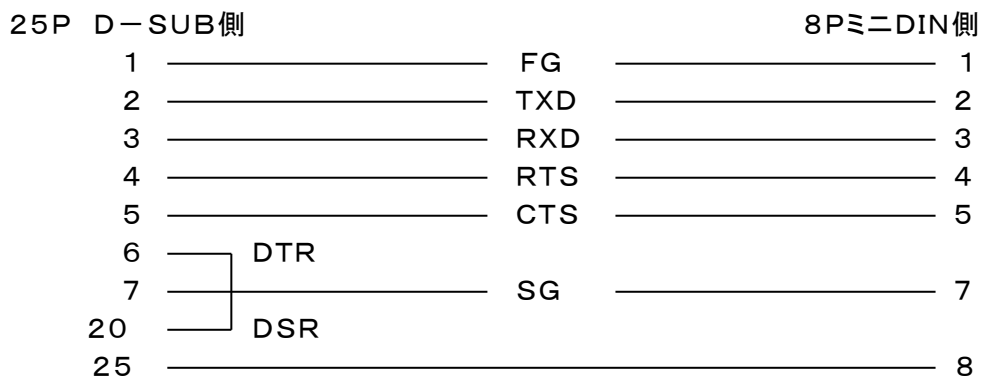 25P D-SUB側 8PミニDIN側
1 FG 1
2 TXD 2
3 RXD 3
4 RTS 4
5 CTS 5
6 DTR
7 SG 7
20 DSR
25 8